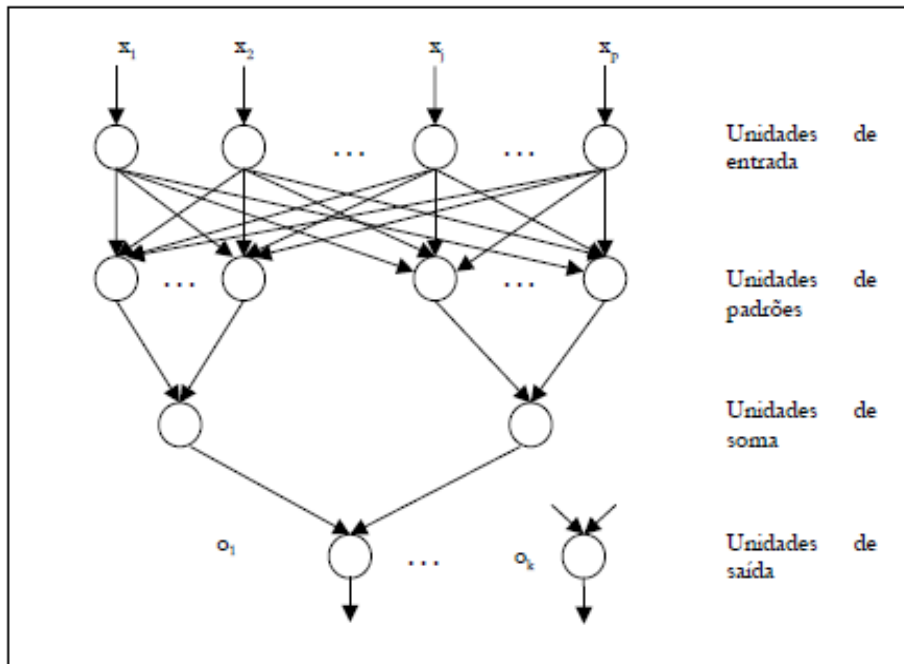 x₁ x₂ xⱼ xₚ
Unidades de
entrada
... ...
Unidades de
padrões
... ...
Unidades de
soma
Unidades de
saída
o₁ ... oₖ